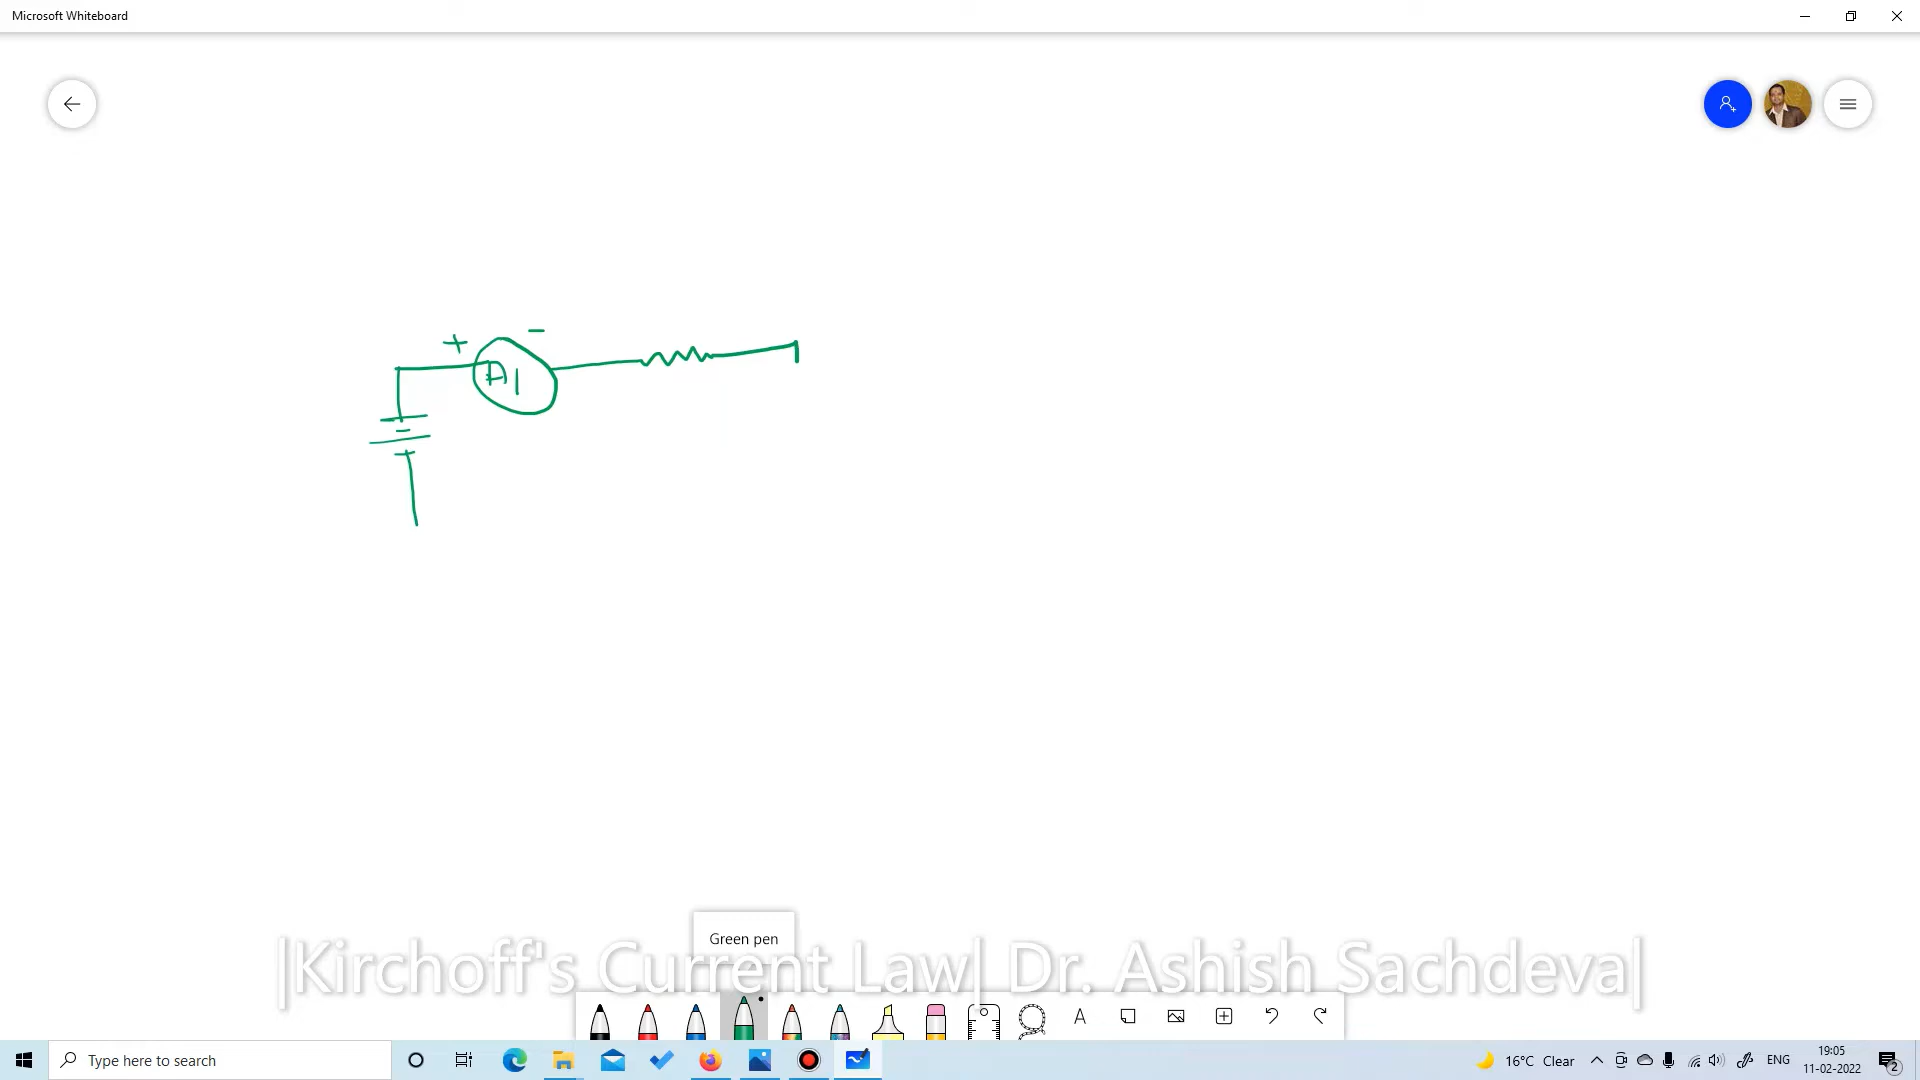 Microsoft Whiteboard
+ -
A1
Green pen
|Kirchoff's Current Law| Dr. Ashish Sachdeva|
A
Type here to search
16°C Clear
ENG
19:05
11-02-2022
2